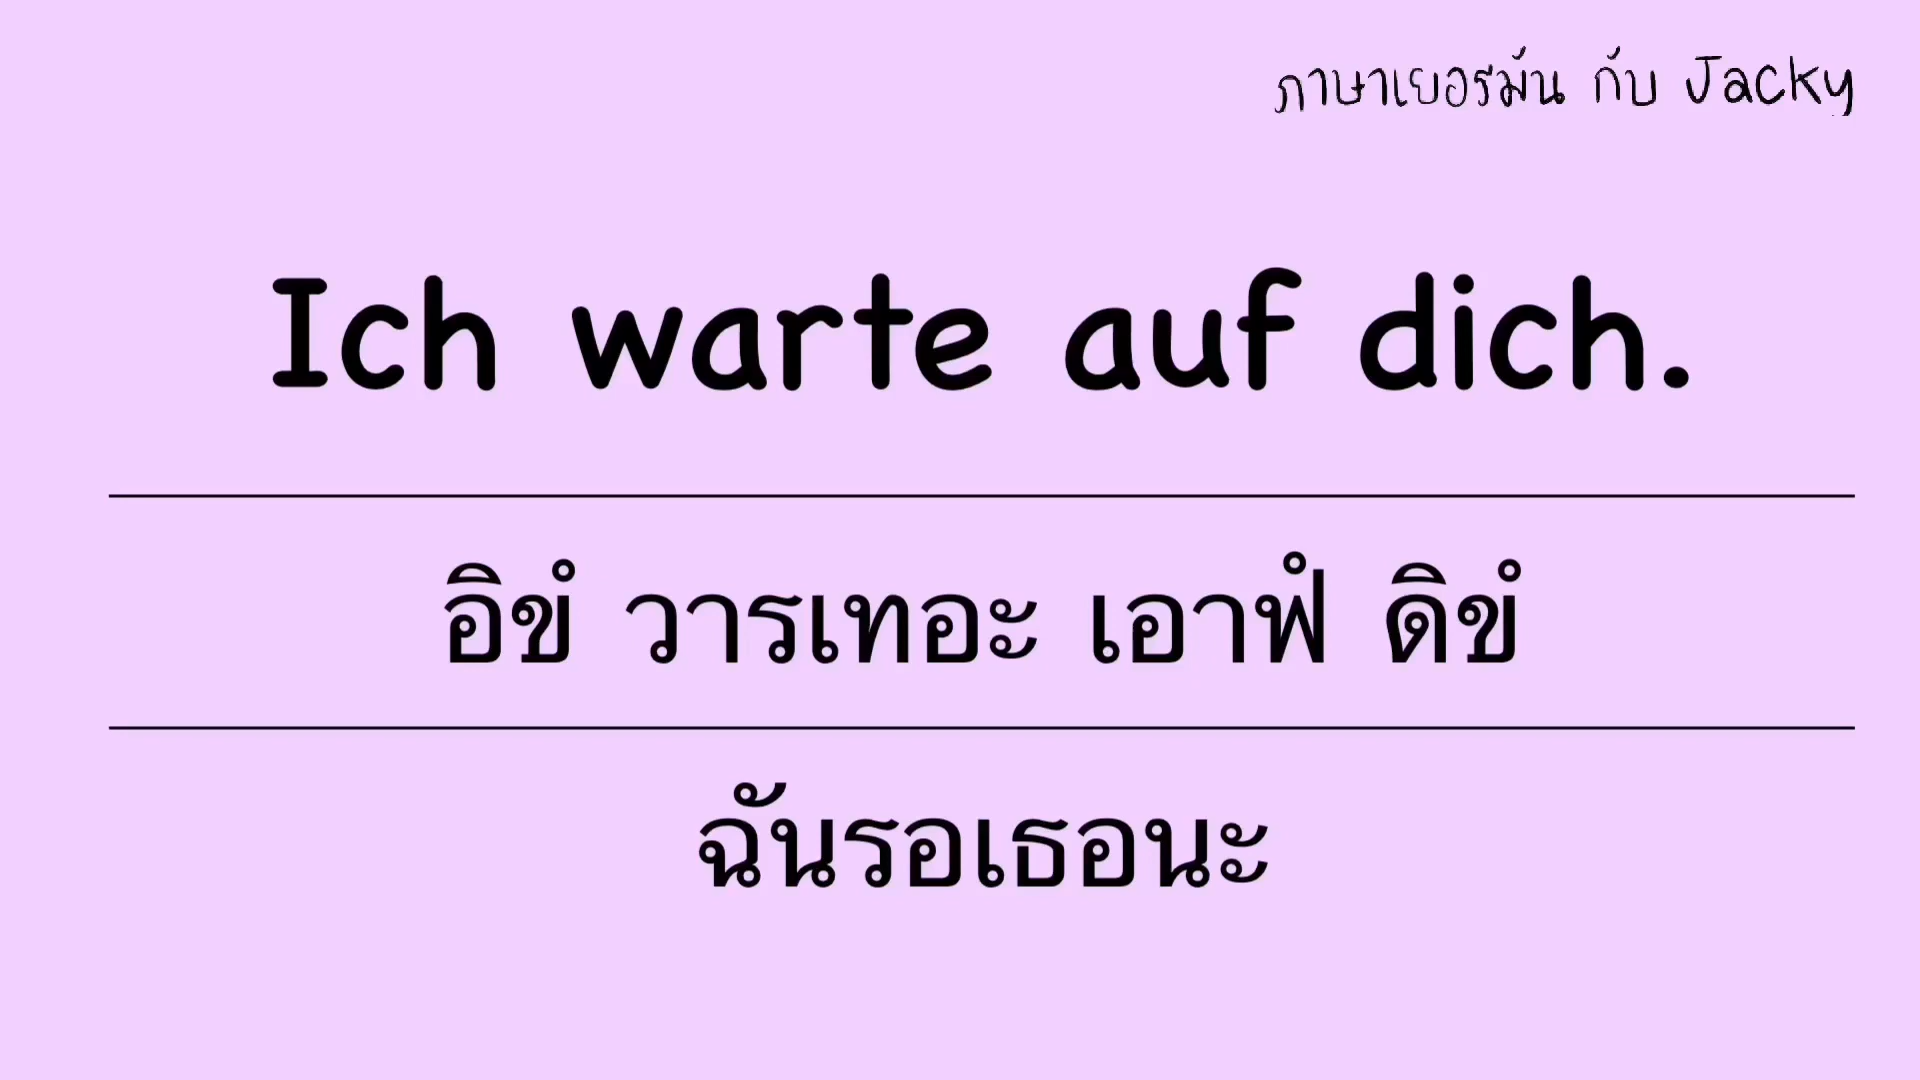 ภาษาเยอรมัน กับ Jacky
Ich warte auf dich.
อิขํ วารเทอะ เอาฟํ ดิขํ
ฉันรอเธอนะ